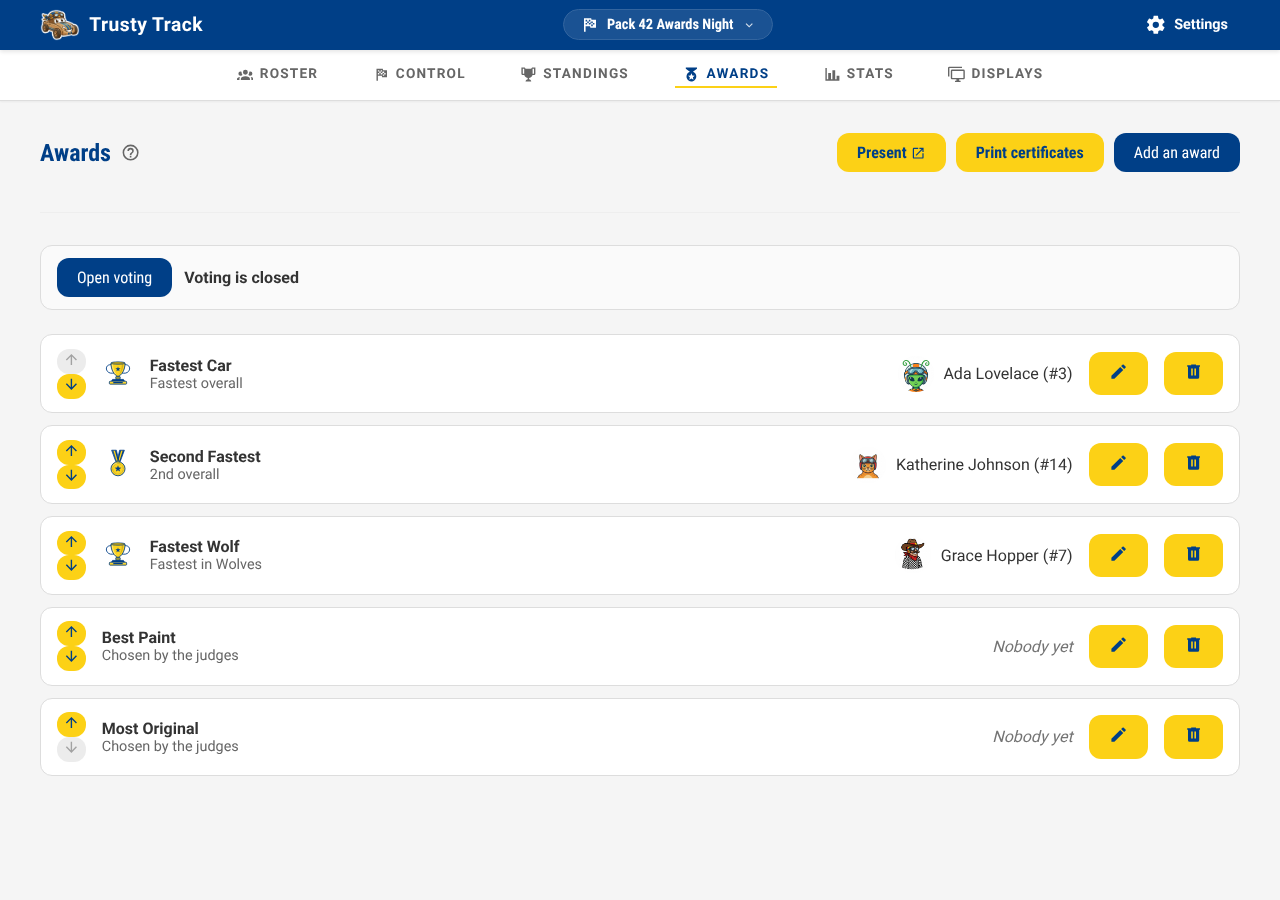 Trusty Track
Pack 42 Awards Night
Settings
ROSTER
CONTROL
STANDINGS
AWARDS
STATS
DISPLAYS
Awards
Present
Print certificates
Add an award
Open voting
Voting is closed
Fastest Car
Fastest overall
Ada Lovelace (#3)
Second Fastest
2nd overall
Katherine Johnson (#14)
Fastest Wolf
Fastest in Wolves
Grace Hopper (#7)
Best Paint
Chosen by the judges
Nobody yet
Most Original
Chosen by the judges
Nobody yet